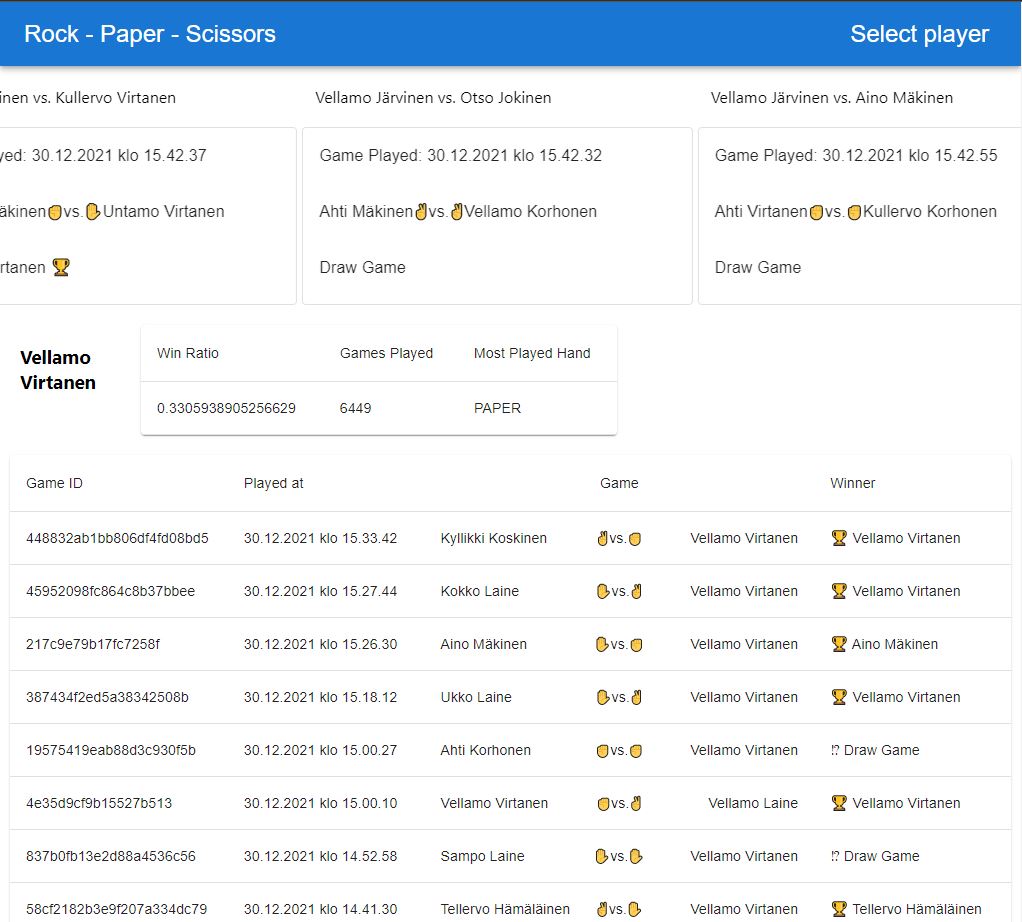 Rock - Paper - Scissors Select player
inen vs. Kullervo Virtanen Vellamo Järvinen vs. Otso Jokinen Vellamo Järvinen vs. Aino Mäkinen
yed: 30.12.2021 klo 15.42.37 Game Played: 30.12.2021 klo 15.42.32 Game Played: 30.12.2021 klo 15.42.55
äkinen✊vs.✋Untamo Virtanen Ahti Mäkinen✌vs.✌Vellamo Korhonen Ahti Virtanen✊vs.✊Kullervo Korhonen
rtanen 🏆 Draw Game Draw Game
Vellamo
Virtanen
Win Ratio Games Played Most Played Hand
0.3305938905256629 6449 PAPER
Game ID Played at Game Winner
448832ab1bb806df4fd08bd5 30.12.2021 klo 15.33.42 Kyllikki Koskinen ✌vs.✊ Vellamo Virtanen 🏆 Vellamo Virtanen
45952098fc864c8b37bbee 30.12.2021 klo 15.27.44 Kokko Laine ✋vs.✌ Vellamo Virtanen 🏆 Vellamo Virtanen
217c9e79b17fc7258f 30.12.2021 klo 15.26.30 Aino Mäkinen ✋vs.✊ Vellamo Virtanen 🏆 Aino Mäkinen
387434f2ed5a38342508b 30.12.2021 klo 15.18.12 Ukko Laine ✋vs.✌ Vellamo Virtanen 🏆 Vellamo Virtanen
19575419eab88d3c930f5b 30.12.2021 klo 15.00.27 Ahti Korhonen ✊vs.✊ Vellamo Virtanen ⁉ Draw Game
4e35d9cf9b15527b513 30.12.2021 klo 15.00.10 Vellamo Virtanen ✊vs.✌ Vellamo Laine 🏆 Vellamo Virtanen
837b0fb13e2d88a4536c56 30.12.2021 klo 14.52.58 Sampo Laine ✋vs.✋ Vellamo Virtanen ⁉ Draw Game
58cf2182b3e9f207a334dc79 30.12.2021 klo 14.41.30 Tellervo Hämäläinen ✌vs.✋ Vellamo Virtanen 🏆 Tellervo Hämäläinen